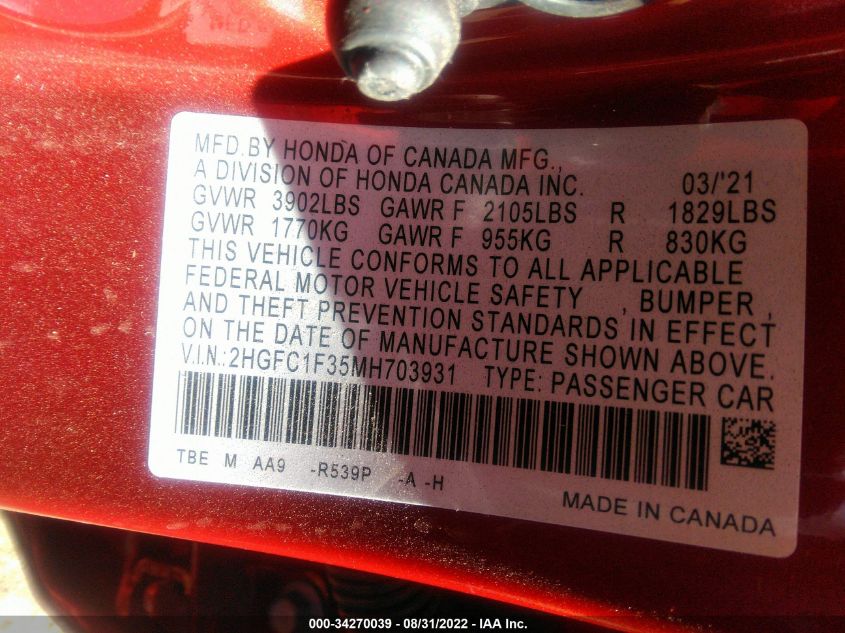 MFD.BY HONDA OF CANADA MFG.,
A DIVISION OF HONDA CANADA INC. 03/'21
GVWR 3902LBS GAWR F 2105LBS R 1829LBS
GVWR 1770KG GAWR F 955KG R 830KG
THIS VEHICLE CONFORMS TO ALL APPLICABLE
FEDERAL MOTOR VEHICLE SAFETY , BUMPER ,
AND THEFT PREVENTION STANDARDS IN EFFECT
ON THE DATE OF MANUFACTURE SHOWN ABOVE.
V.I.N.:2HGFC1F35MH703931 TYPE: PASSENGER CAR
TBE M AA9 -R539P -A -H
MADE IN CANADA
000-34270039 - 08/31/2022 - IAA Inc.